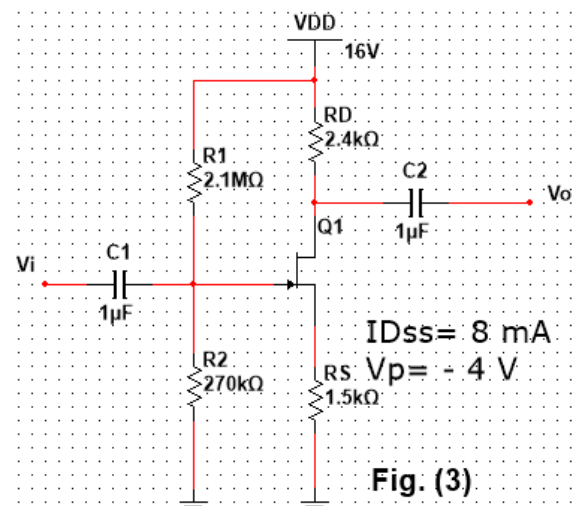 VDD
16V
RD
2.4kΩ
R1
2.1MΩ
C2
Vo
Q1
1µF
C1
Vi
1µF
IDss= 8 mA
R2
270kΩ
RS
Vp= - 4 V
1.5kΩ
Fig. (3)